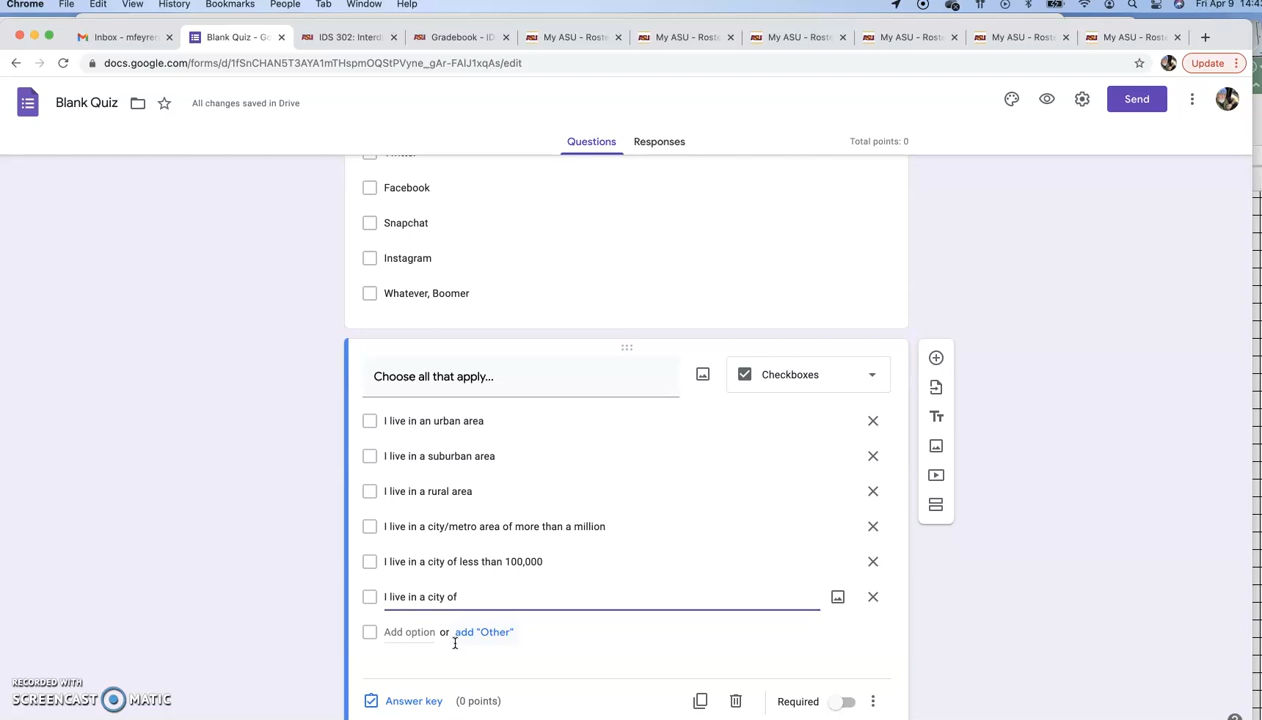 Chrome File Edit View History Bookmarks People Tab Window Help Fri Apr 9 14:4
Inbox - mfeyrer Blank Quiz - Go IDS 302: Interdi Gradebook - iD My ASU - Roste My ASU - Roste My ASU - Roste My ASU - Roste My ASU - Roste My ASU - Roste
docs.google.com/forms/d/1fSnCHAN5T3AYA1mTHspmOQStPVyne_gAr-FAlJ1xqAs/edit Update
Blank Quiz All changes saved in Drive Send
Questions Responses Total points: 0
Twitter
Facebook
Snapchat
Instagram
Whatever, Boomer
Choose all that apply... Checkboxes
I live in an urban area
I live in a suburban area
I live in a rural area
I live in a city/metro area of more than a million
I live in a city of less than 100,000
I live in a city of
Add option or add "Other"
Answer key (0 points) Required
RECORDED WITH
SCREENCAST MATIC